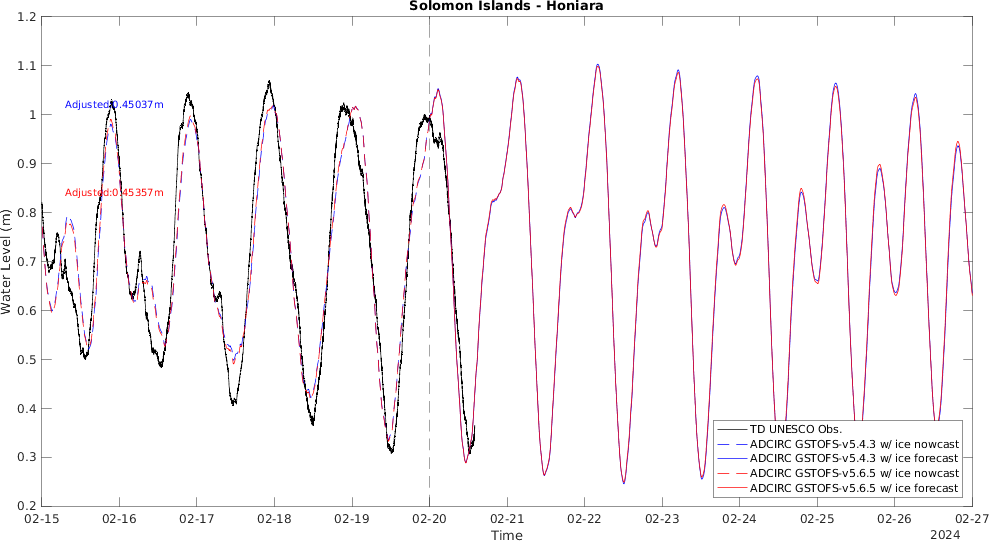 Solomon Islands - Honiara
1.2
1.1
1
0.9
0.8
0.7
0.6
0.5
0.4
0.3
0.2
Water Level (m)
Adjusted:0.45037m
Adjusted:0.45357m
TD UNESCO Obs.
ADCIRC GSTOFS-v5.4.3 w/ ice nowcast
ADCIRC GSTOFS-v5.4.3 w/ ice forecast
ADCIRC GSTOFS-v5.6.5 w/ ice nowcast
ADCIRC GSTOFS-v5.6.5 w/ ice forecast
02-15 02-16 02-17 02-18 02-19 02-20 02-21 02-22 02-23 02-24 02-25 02-26 02-27
Time
2024